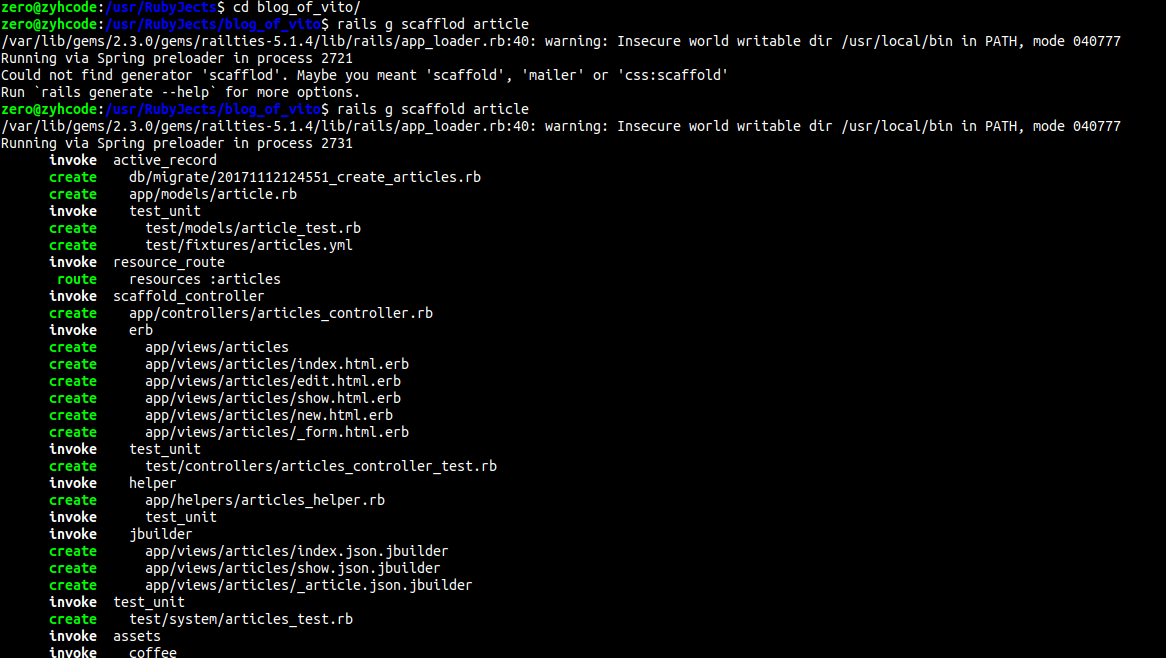 zero@zyhcode:/usr/RubyJects$ cd blog_of_vito/
zero@zyhcode:/usr/RubyJects/blog_of_vito$ rails g scafflod article
/var/lib/gems/2.3.0/gems/railties-5.1.4/lib/rails/app_loader.rb:40: warning: Insecure world writable dir /usr/local/bin in PATH, mode 040777
Running via Spring preloader in process 2721
Could not find generator 'scafflod'. Maybe you meant 'scaffold', 'mailer' or 'css:scaffold'
Run `rails generate --help` for more options.
zero@zyhcode:/usr/RubyJects/blog_of_vito$ rails g scaffold article
/var/lib/gems/2.3.0/gems/railties-5.1.4/lib/rails/app_loader.rb:40: warning: Insecure world writable dir /usr/local/bin in PATH, mode 040777
Running via Spring preloader in process 2731
      invoke  active_record
      create    db/migrate/20171112124551_create_articles.rb
      create    app/models/article.rb
      invoke    test_unit
      create      test/models/article_test.rb
      create      test/fixtures/articles.yml
      invoke  resource_route
       route    resources :articles
      invoke  scaffold_controller
      create    app/controllers/articles_controller.rb
      invoke    erb
      create      app/views/articles
      create      app/views/articles/index.html.erb
      create      app/views/articles/edit.html.erb
      create      app/views/articles/show.html.erb
      create      app/views/articles/new.html.erb
      create      app/views/articles/_form.html.erb
      invoke    test_unit
      create      test/controllers/articles_controller_test.rb
      invoke    helper
      create      app/helpers/articles_helper.rb
      invoke      test_unit
      invoke    jbuilder
      create      app/views/articles/index.json.jbuilder
      create      app/views/articles/show.json.jbuilder
      create      app/views/articles/_article.json.jbuilder
      invoke  test_unit
      create    test/system/articles_test.rb
      invoke  assets
      invoke    coffee